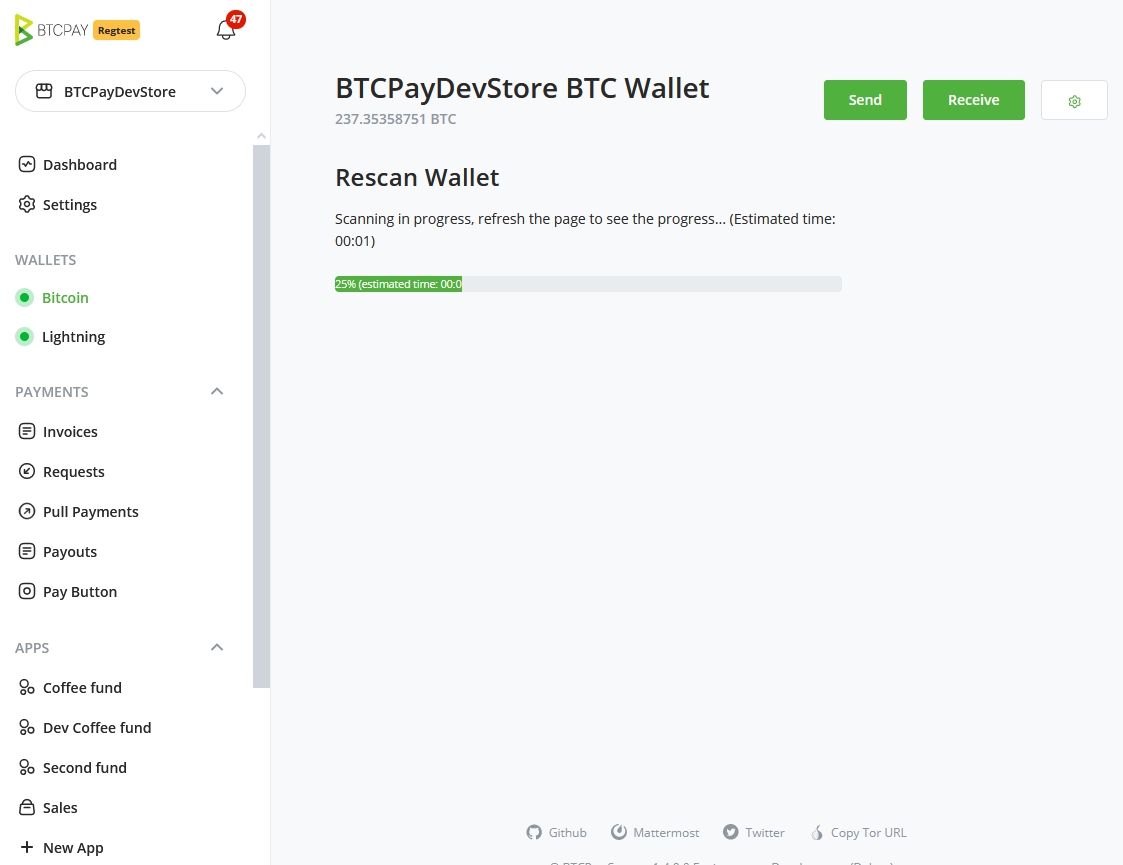 BTCPAY Regtest 47
BTCPayDevStore
Dashboard
Settings
WALLETS
Bitcoin
Lightning
PAYMENTS
Invoices
Requests
Pull Payments
Payouts
Pay Button
APPS
Coffee fund
Dev Coffee fund
Second fund
Sales
New App
BTCPayDevStore BTC Wallet
237.35358751 BTC
Send Receive
Rescan Wallet
Scanning in progress, refresh the page to see the progress... (Estimated time:
00:01)
25% (estimated time: 00:0
Github Mattermost Twitter Copy Tor URL